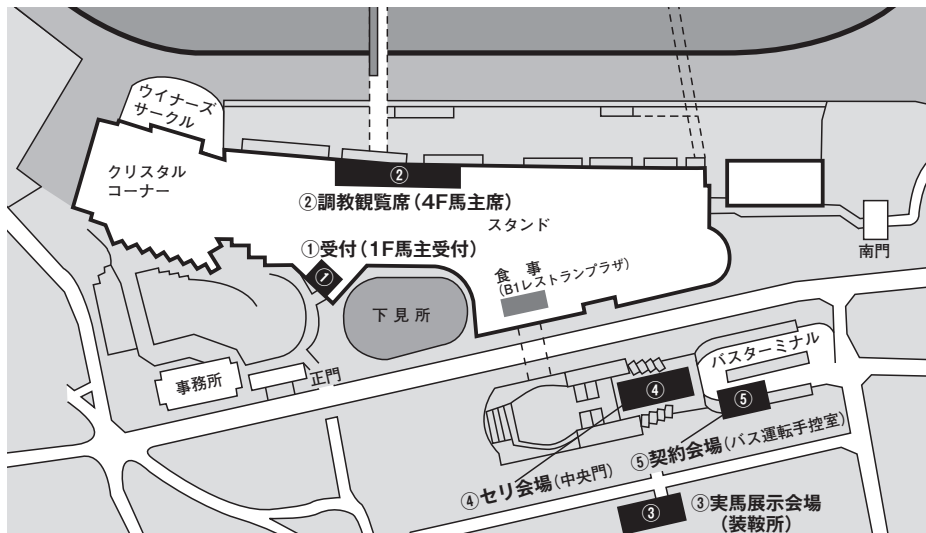 ウイナーズ
サークル
クリスタル
コーナー
②
②調教観覧席（4F馬主席）
スタンド
①受付（1F馬主受付）
①
食 事
（B1レストランプラザ）
下見所
南門
バスターミナル
事務所
正門
④
⑤
⑤契約会場（バス運転手控室）
④セリ会場（中央門）
③
③実馬展示会場
（装鞍所）